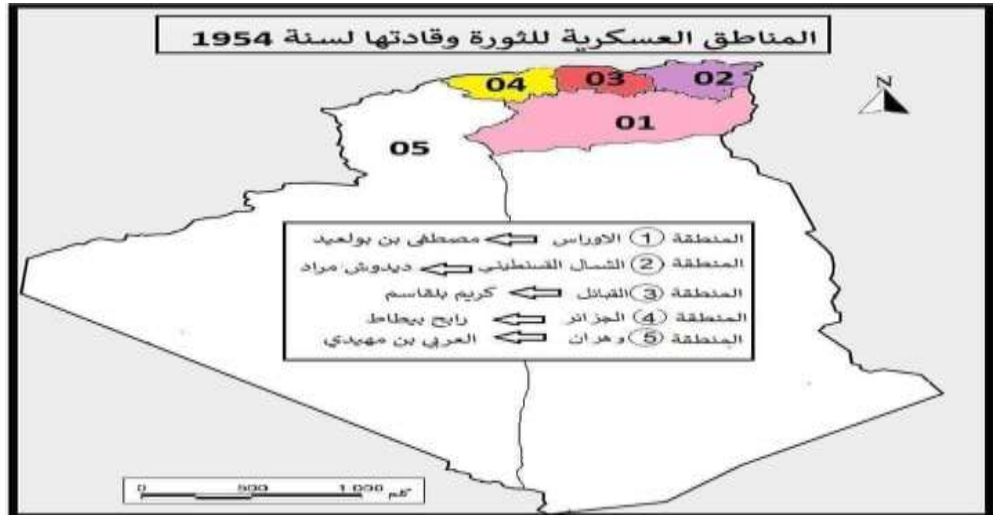 المناطق العسكرية للثورة وقادتها لسنة 1954
N
04 03 02
01
05
المنطقة 1 الاوراس مصطفى بن بولعيد
المنطقة 2 الشمال القسنطيني ديدوش مراد
المنطقة 3 القبائل كريم بلقاسم
المنطقة 4 الجزائر رابح بيطاط
المنطقة 5 وهران العربي بن مهيدي
0 500 1.000 كلم